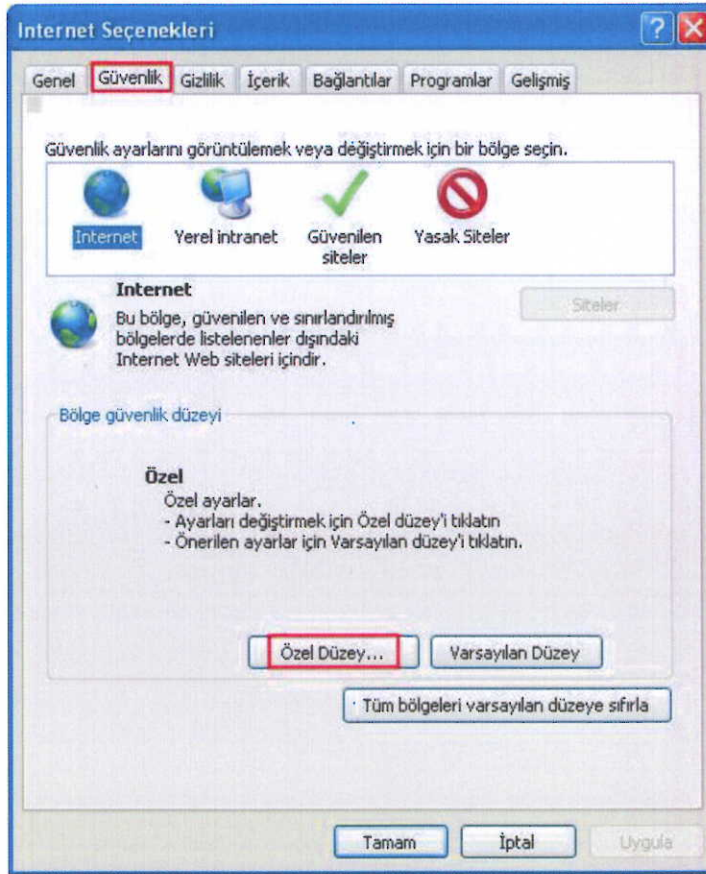 Internet Seçenekleri
Genel Güvenlik Gizlilik İçerik Bağlantılar Programlar Gelişmiş
Güvenlik ayarlarını görüntülemek veya değiştirmek için bir bölge seçin.
Internet Yerel intranet Güvenilen siteler Yasak Siteler
Internet
Siteler
Bu bölge, güvenilen ve sınırlandırılmış
bölgelerde listelenenler dışındaki
Internet Web siteleri içindir.
Bölge güvenlik düzeyi
Özel
Özel ayarlar.
- Ayarları değiştirmek için Özel düzey'i tıklatın
- Önerilen ayarlar için Varsayılan düzey'i tıklatın.
Özel Düzey... Varsayılan Düzey
Tüm bölgeleri varsayılan düzeye sıfırla
Tamam İptal Uygula